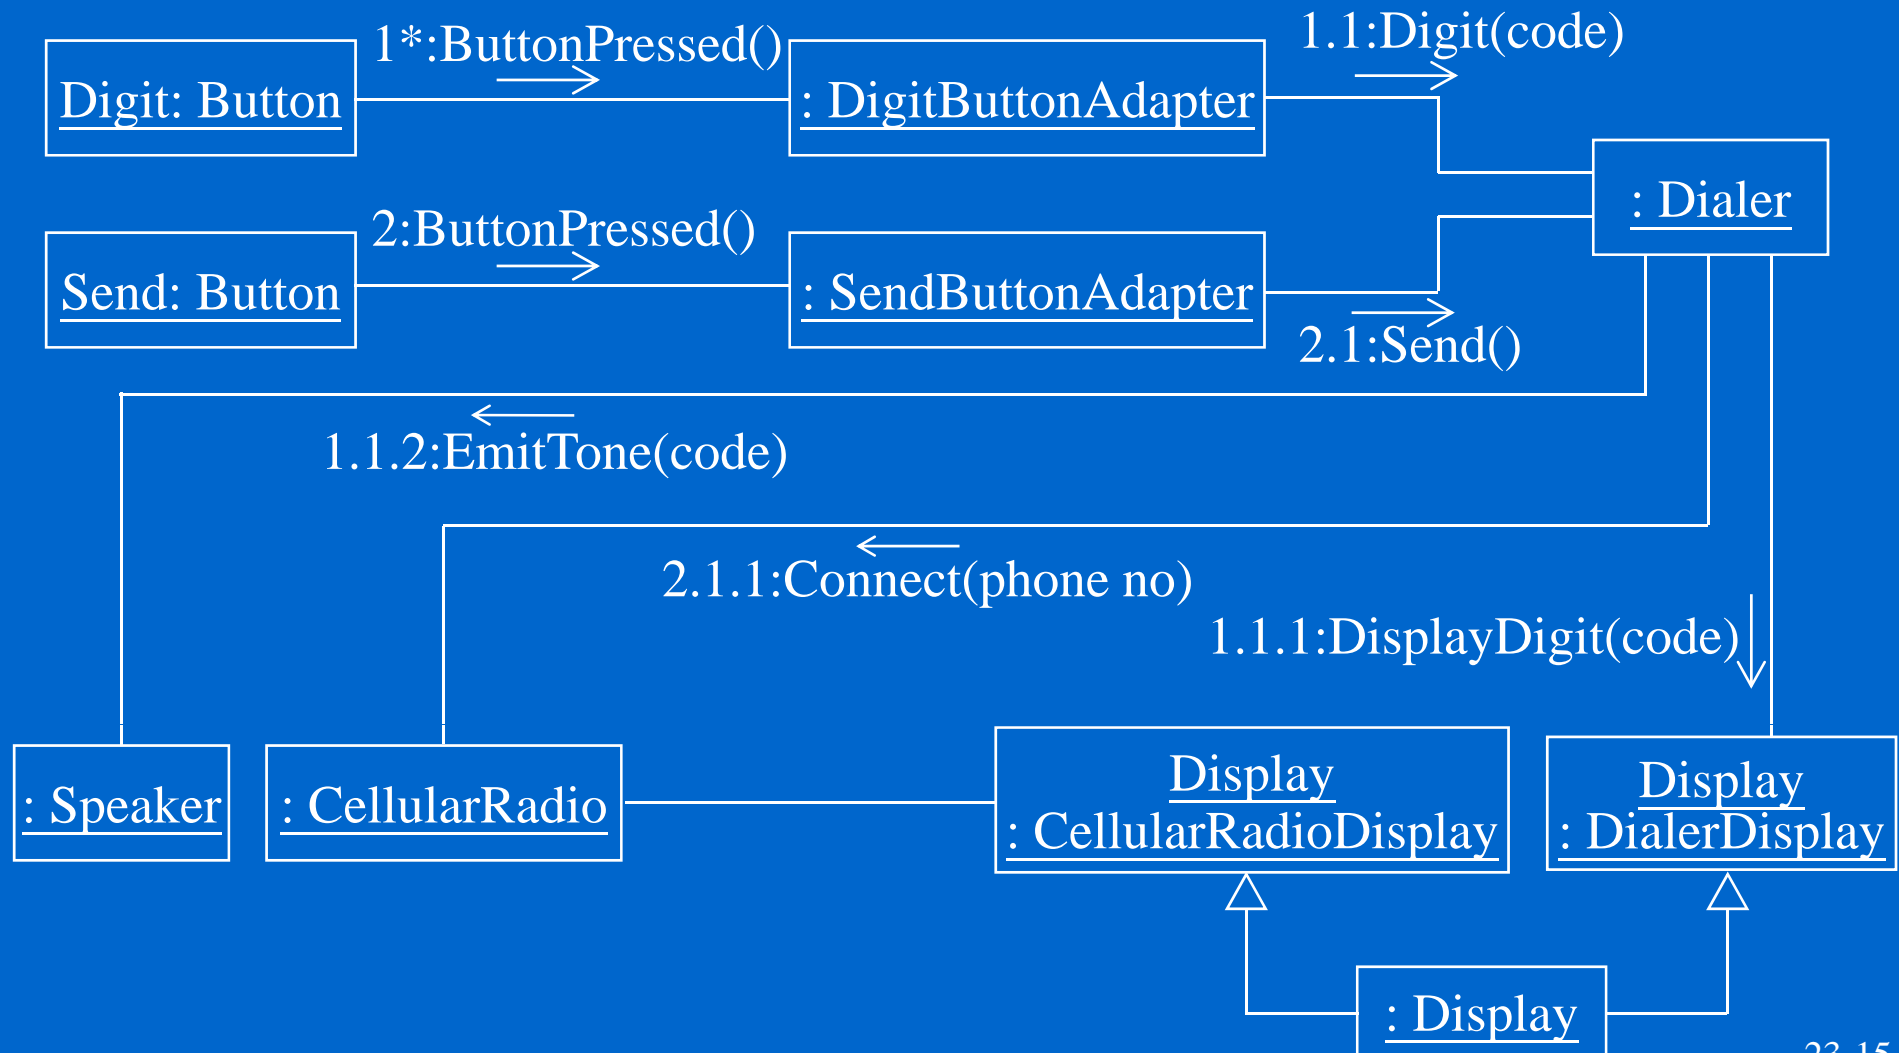 1*:ButtonPressed()
1.1:Digit(code)
Digit: Button
: DigitButtonAdapter
: Dialer
2:ButtonPressed()
Send: Button
: SendButtonAdapter
2.1:Send()
1.1.2:EmitTone(code)
2.1.1:Connect(phone no)
1.1.1:DisplayDigit(code)
: Speaker
: CellularRadio
Display
: CellularRadioDisplay
Display
: DialerDisplay
: Display
23-15